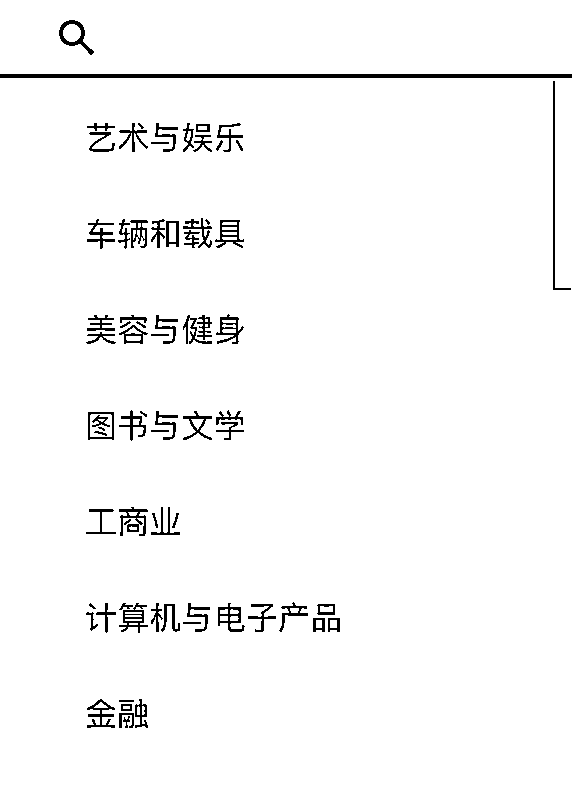 艺术与娱乐
车辆和载具
美容与健身
图书与文学
工商业
计算机与电子产品
金融